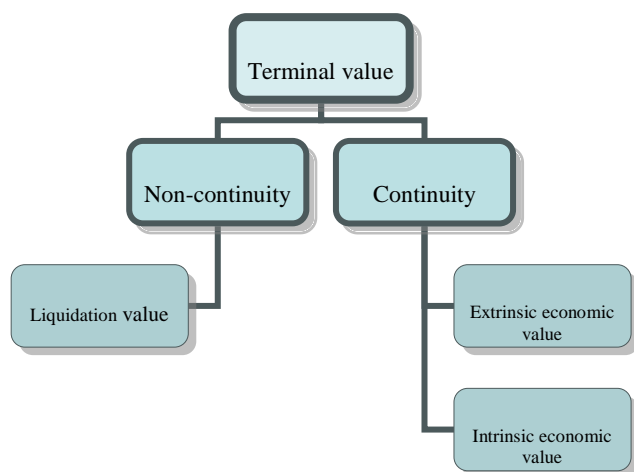 Terminal value
Non-continuity
Continuity
Liquidation value
Extrinsic economic
value
Intrinsic economic
value